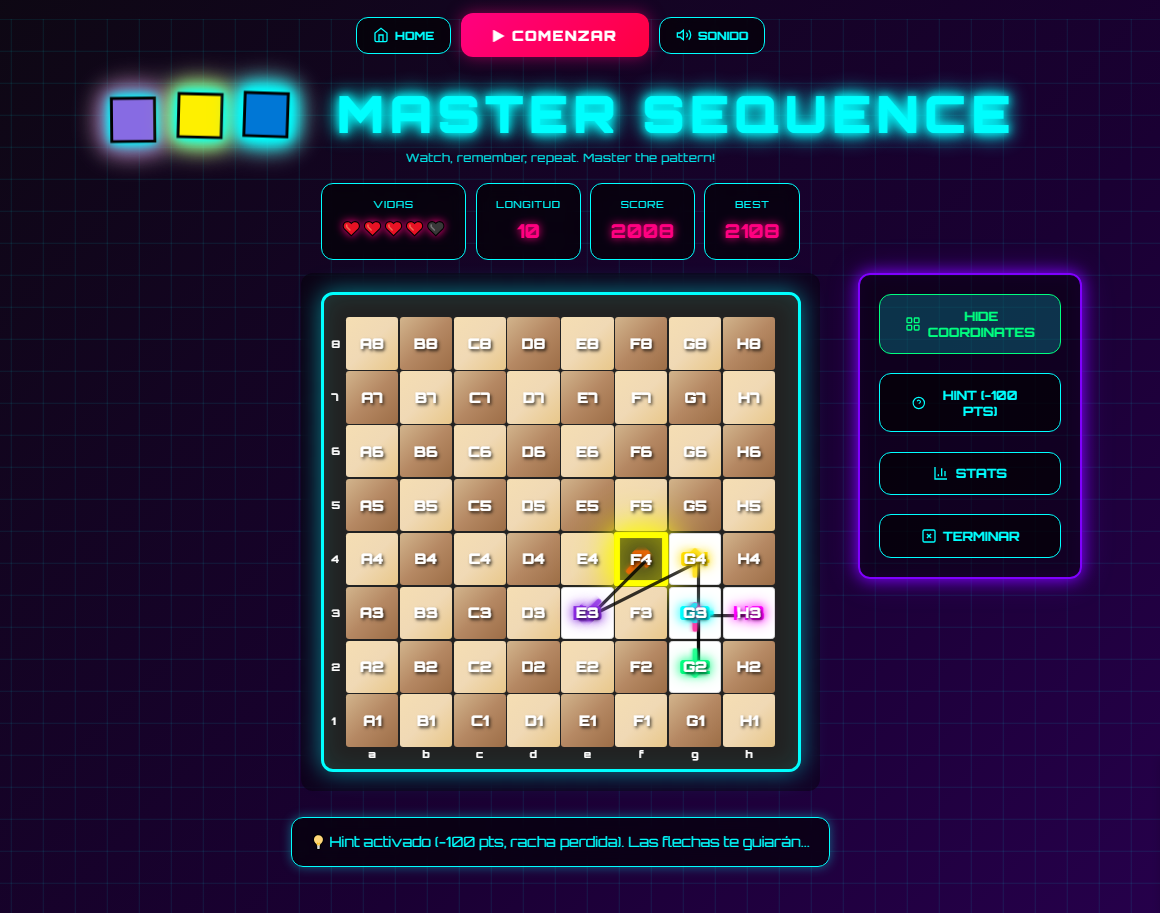 HOME
▶ COMENZAR
SONIDO
MASTER SEQUENCE
Watch, remember, repeat. Master the pattern!
VIDAS
LONGITUD
10
SCORE
2008
BEST
2108
8 A8 B8 C8 D8 E8 F8 G8 H8
7 A7 B7 C7 D7 E7 F7 G7 H7
6 A6 B6 C6 D6 E6 F6 G6 H6
5 A5 B5 C5 D5 E5 F5 G5 H5
4 A4 B4 C4 D4 E4 F4 G4 H4
3 A3 B3 C3 D3 E3 F3 G3 H3
2 A2 B2 C2 D2 E2 F2 G2 H2
1 A1 B1 C1 D1 E1 F1 G1 H1
a b c d e f g h
HIDE
COORDINATES
HINT (-100
PTS)
STATS
TERMINAR
Hint activado (-100 pts, racha perdida). Las flechas te guiarán...